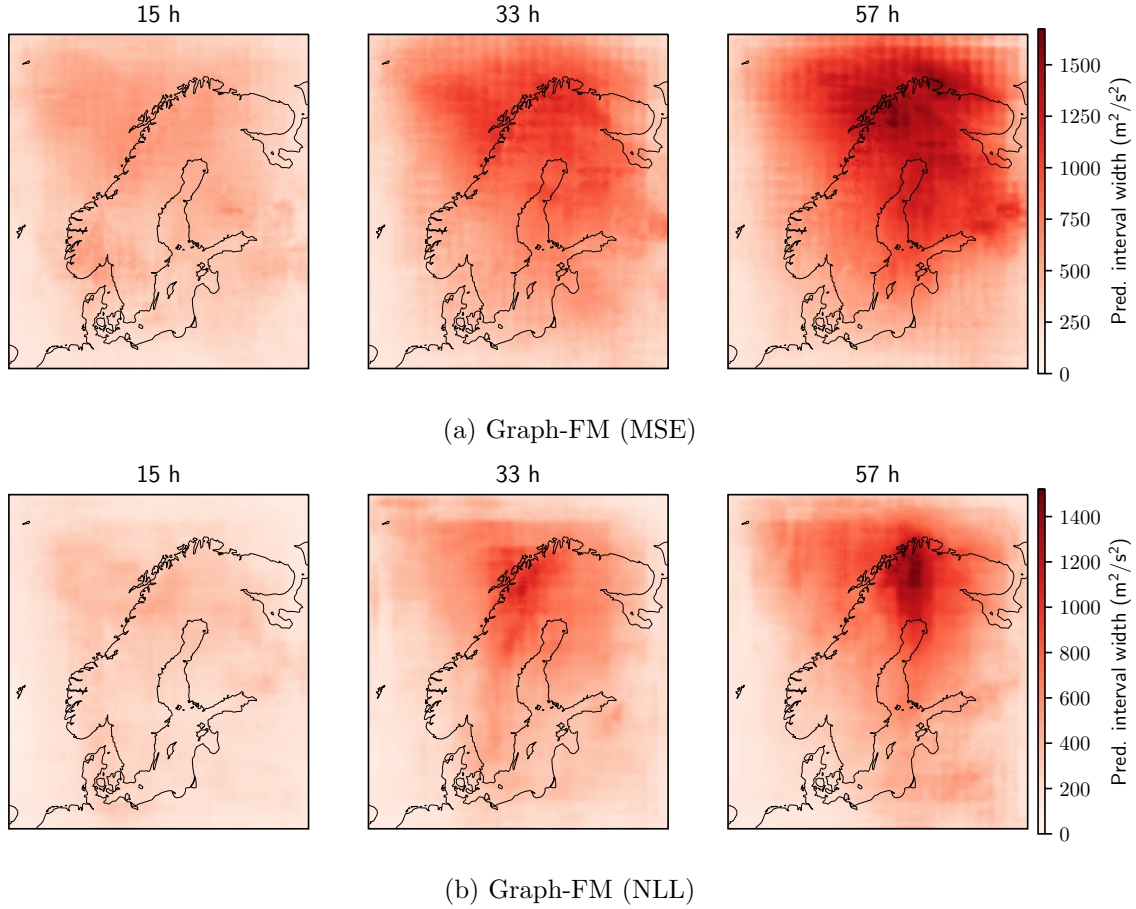 15 h
33 h
57 h
1500
1250
1000
750
500
250
0
Pred. interval width (m²/s²)
(a) Graph-FM (MSE)
15 h
33 h
57 h
1400
1200
1000
800
600
400
200
0
Pred. interval width (m²/s²)
(b) Graph-FM (NLL)